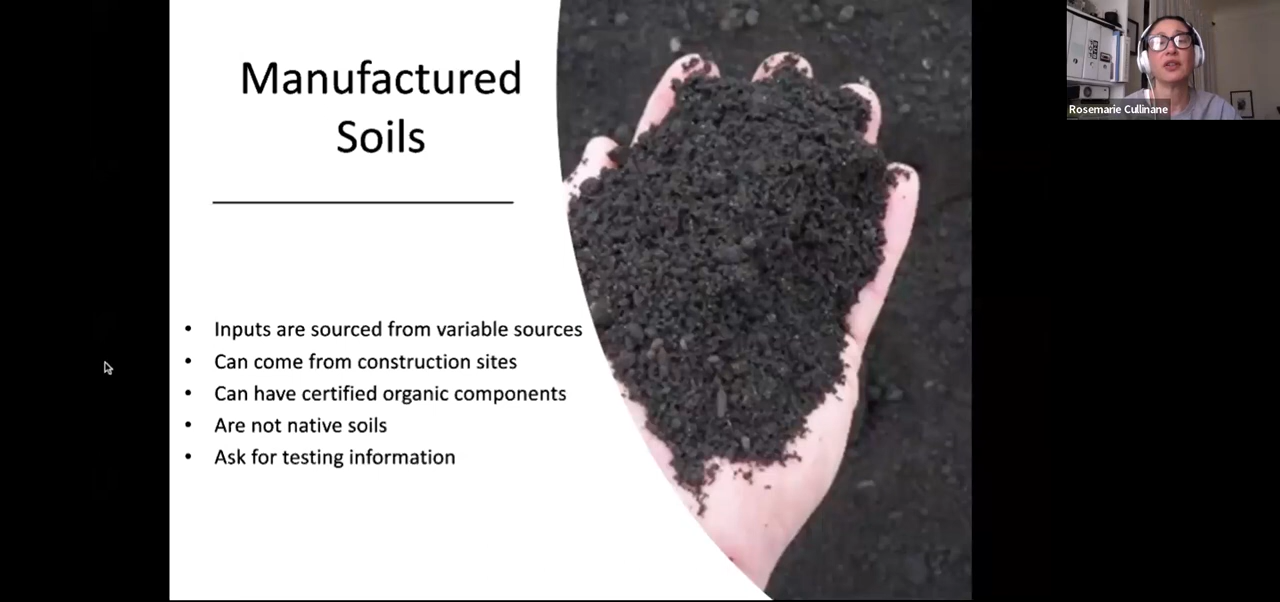 Manufactured
Soils
• Inputs are sourced from variable sources
• Can come from construction sites
• Can have certified organic components
• Are not native soils
• Ask for testing information
Rosemarie Cullinane